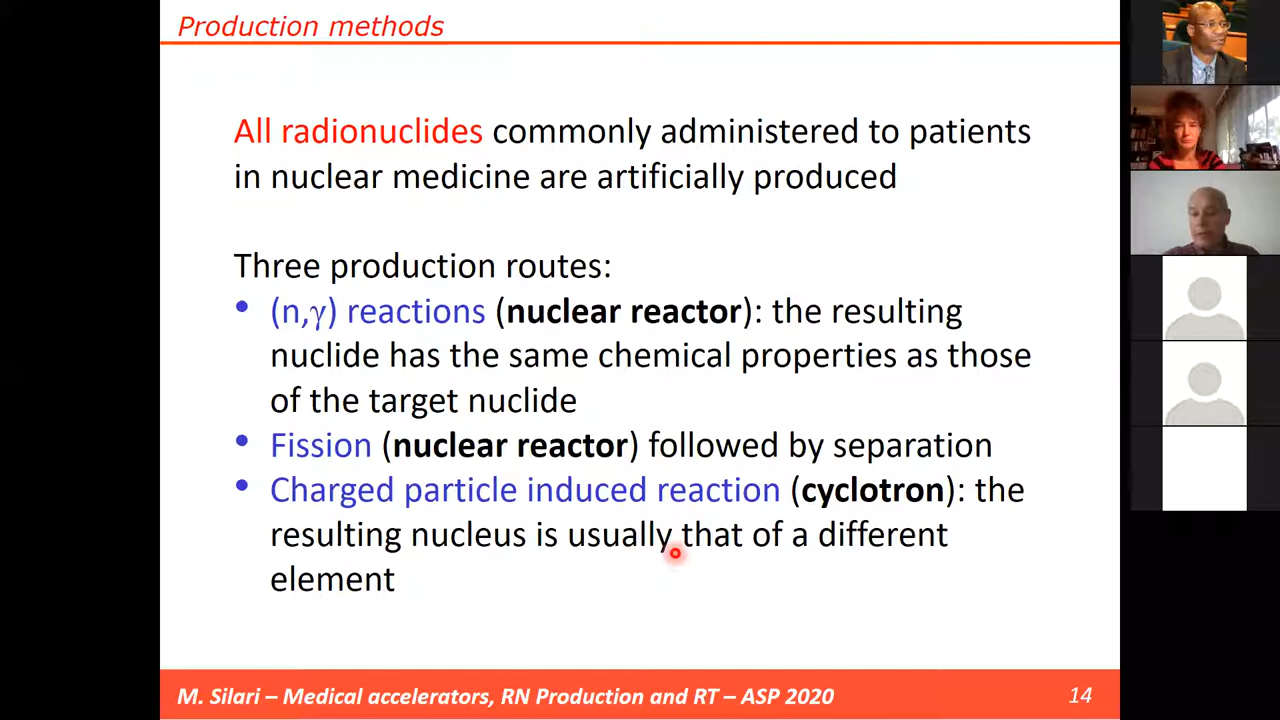 Production methods
All radionuclides commonly administered to patients
in nuclear medicine are artificially produced
Three production routes:
• (n,γ) reactions (nuclear reactor): the resulting
nuclide has the same chemical properties as those
of the target nuclide
• Fission (nuclear reactor) followed by separation
• Charged particle induced reaction (cyclotron): the
resulting nucleus is usually that of a different
element
M. Silari – Medical accelerators, RN Production and RT – ASP 2020
14